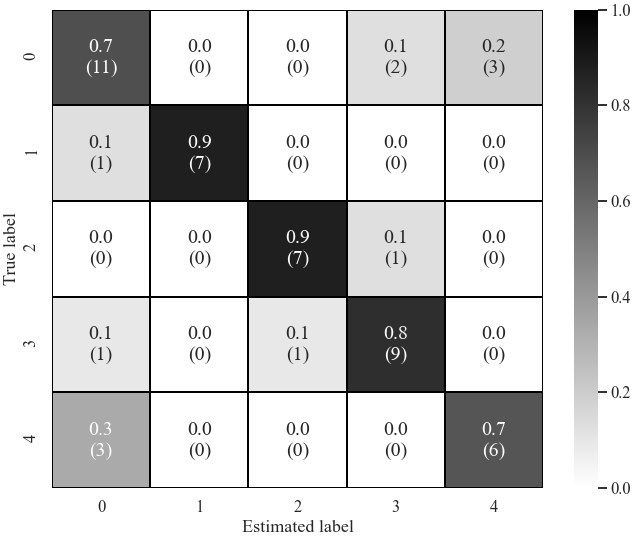 0.7 0.0 0.0 0.1 0.2
(11) (0) (0) (2) (3)
0.1 0.9 0.0 0.0 0.0
(1) (7) (0) (0) (0)
0.0 0.0 0.9 0.1 0.0
(0) (0) (7) (1) (0)
0.1 0.0 0.1 0.8 0.0
(1) (0) (1) (9) (0)
0.3 0.0 0.0 0.0 0.7
(3) (0) (0) (0) (6)
0
1
2
3
4
True label
0 1 2 3 4
Estimated label
1.0
0.8
0.6
0.4
0.2
0.0